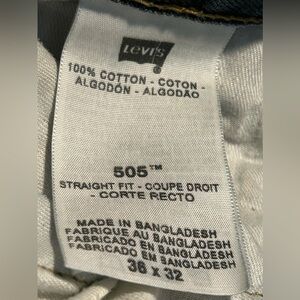 Levi's
100% COTTON - COTON -
ALGODÓN - ALGODÃO
505™
STRAIGHT FIT - COUPE DROIT
- CORTE RECTO
MADE IN BANGLADESH
FABRIQUE AU BANGLADESH
FABRICADO EN BANGLADESH
FABRICADO EM BANGLADESH
36 X 32